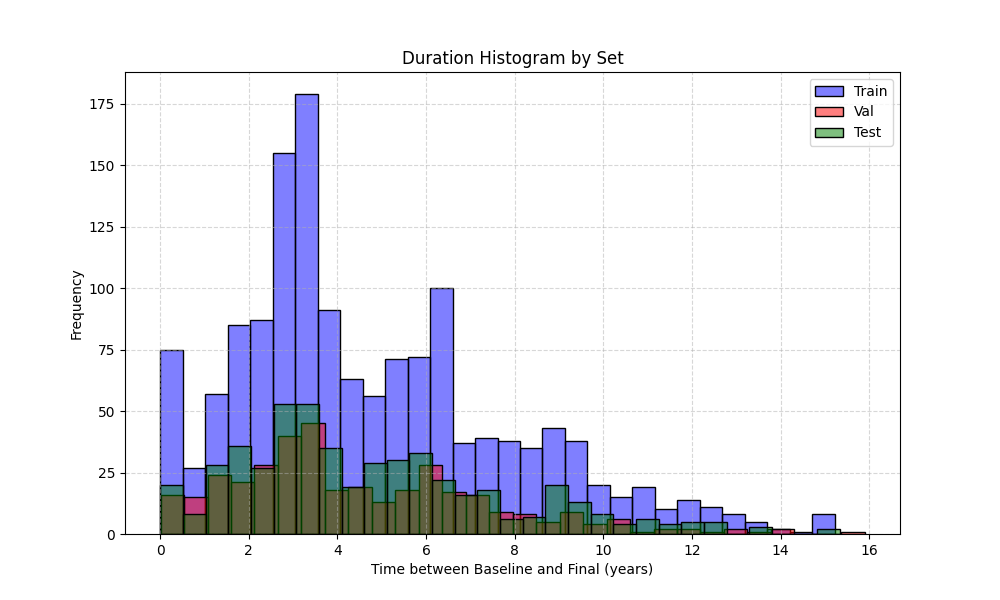 Duration Histogram by Set
Train
Val
Test
Frequency
175
150
125
100
75
50
25
0
0 2 4 6 8 10 12 14 16
Time between Baseline and Final (years)